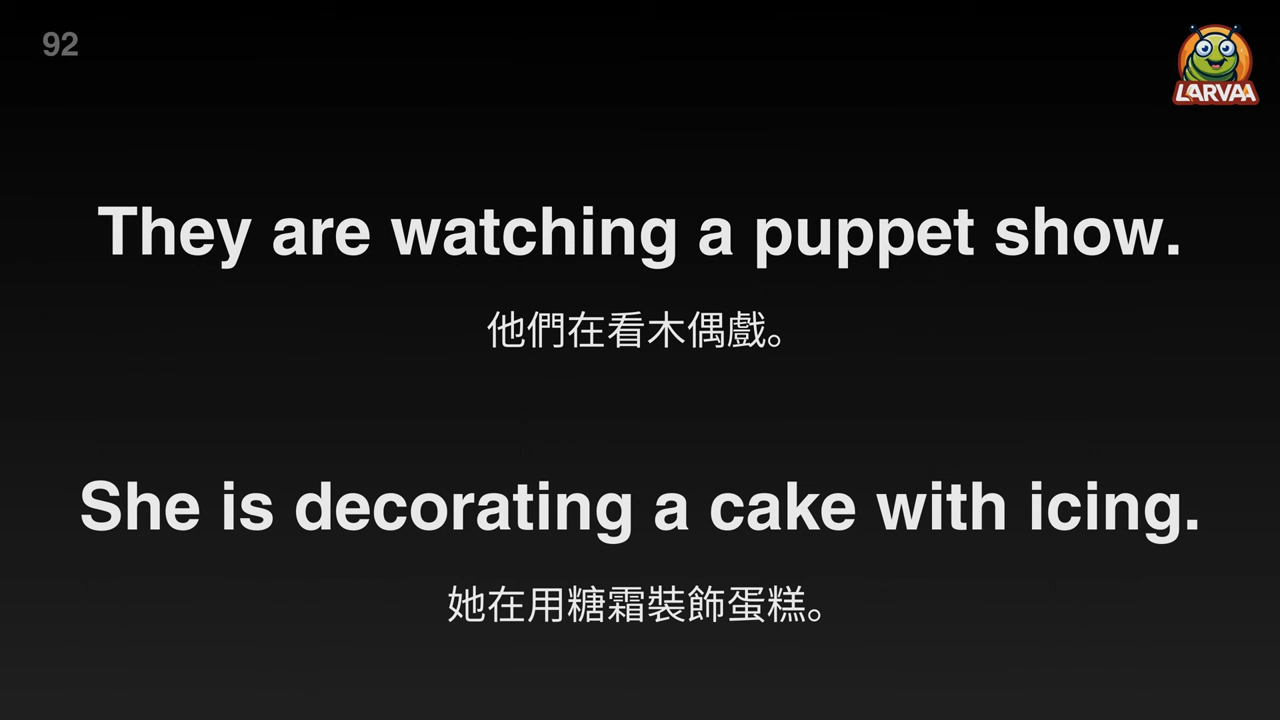 92
LARVAA
They are watching a puppet show.
他們在看木偶戲。
She is decorating a cake with icing.
她在用糖霜裝飾蛋糕。